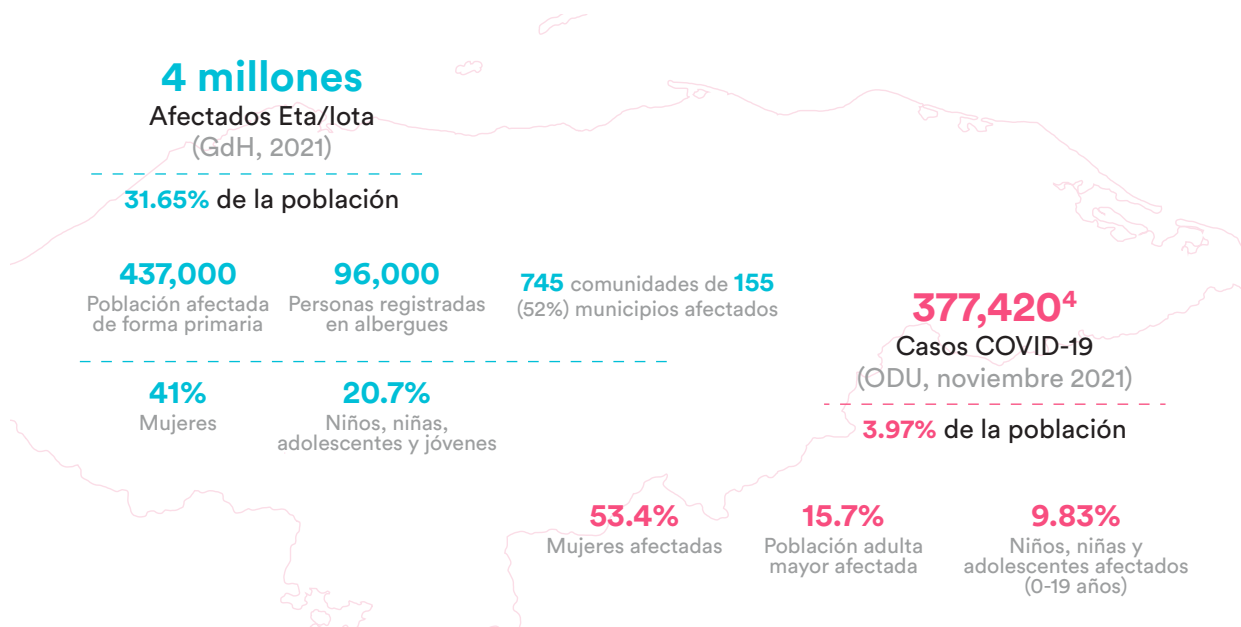 4 millones
Afectados Eta/Iota
(GdH, 2021)
31.65% de la población
437,000
Población afectada
de forma primaria
96,000
Personas registradas
en albergues
745 comunidades de 155
(52%) municipios afectados
41%
Mujeres
20.7%
Niños, niñas,
adolescentes y jóvenes
377,420⁴
Casos COVID-19
(ODU, noviembre 2021)
3.97% de la población
53.4%
Mujeres afectadas
15.7%
Población adulta
mayor afectada
9.83%
Niños, niñas y
adolescentes afectados
(0-19 años)